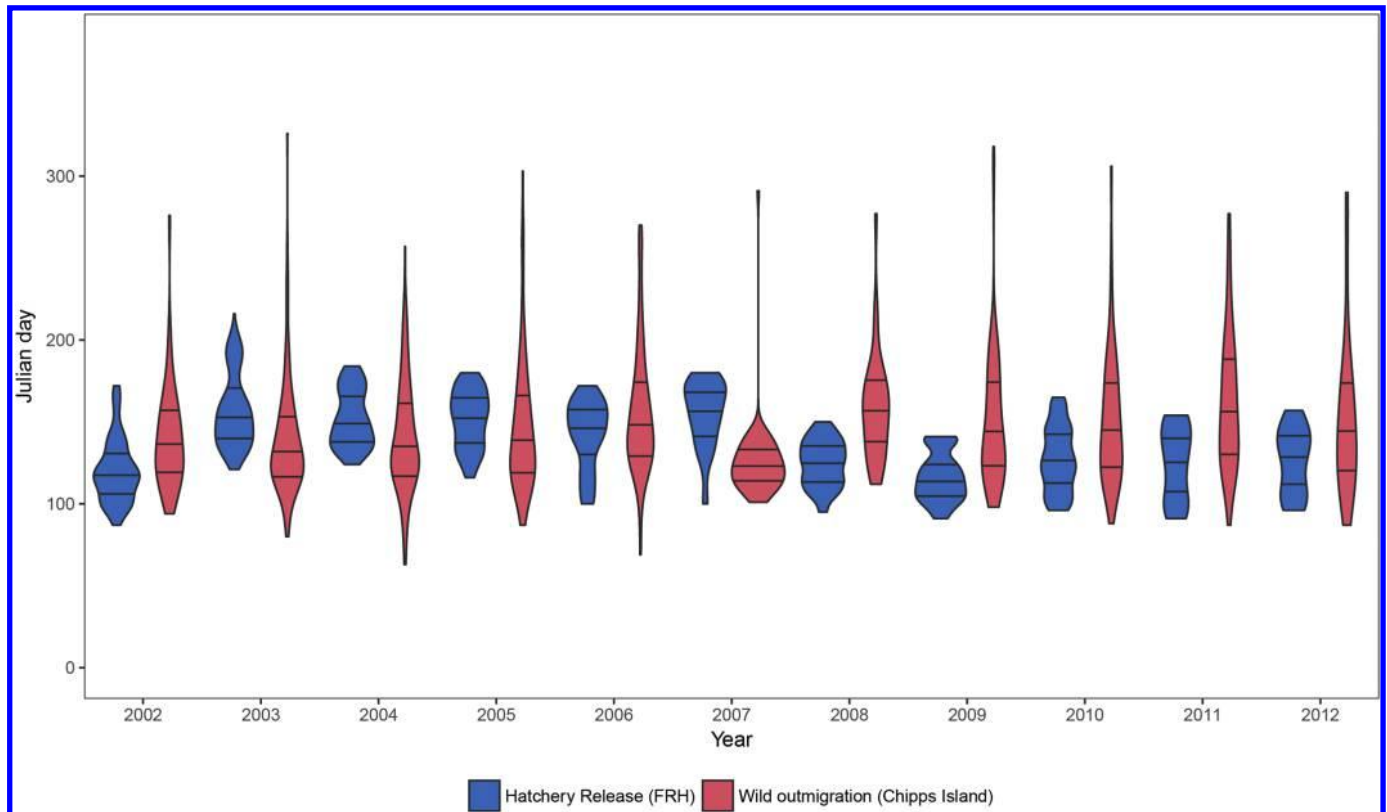 300
200
Julian day
100
0
2002 2003 2004 2005 2006 2007 2008 2009 2010 2011 2012
Year
Hatchery Release (FRH) Wild outmigration (Chipps Island)